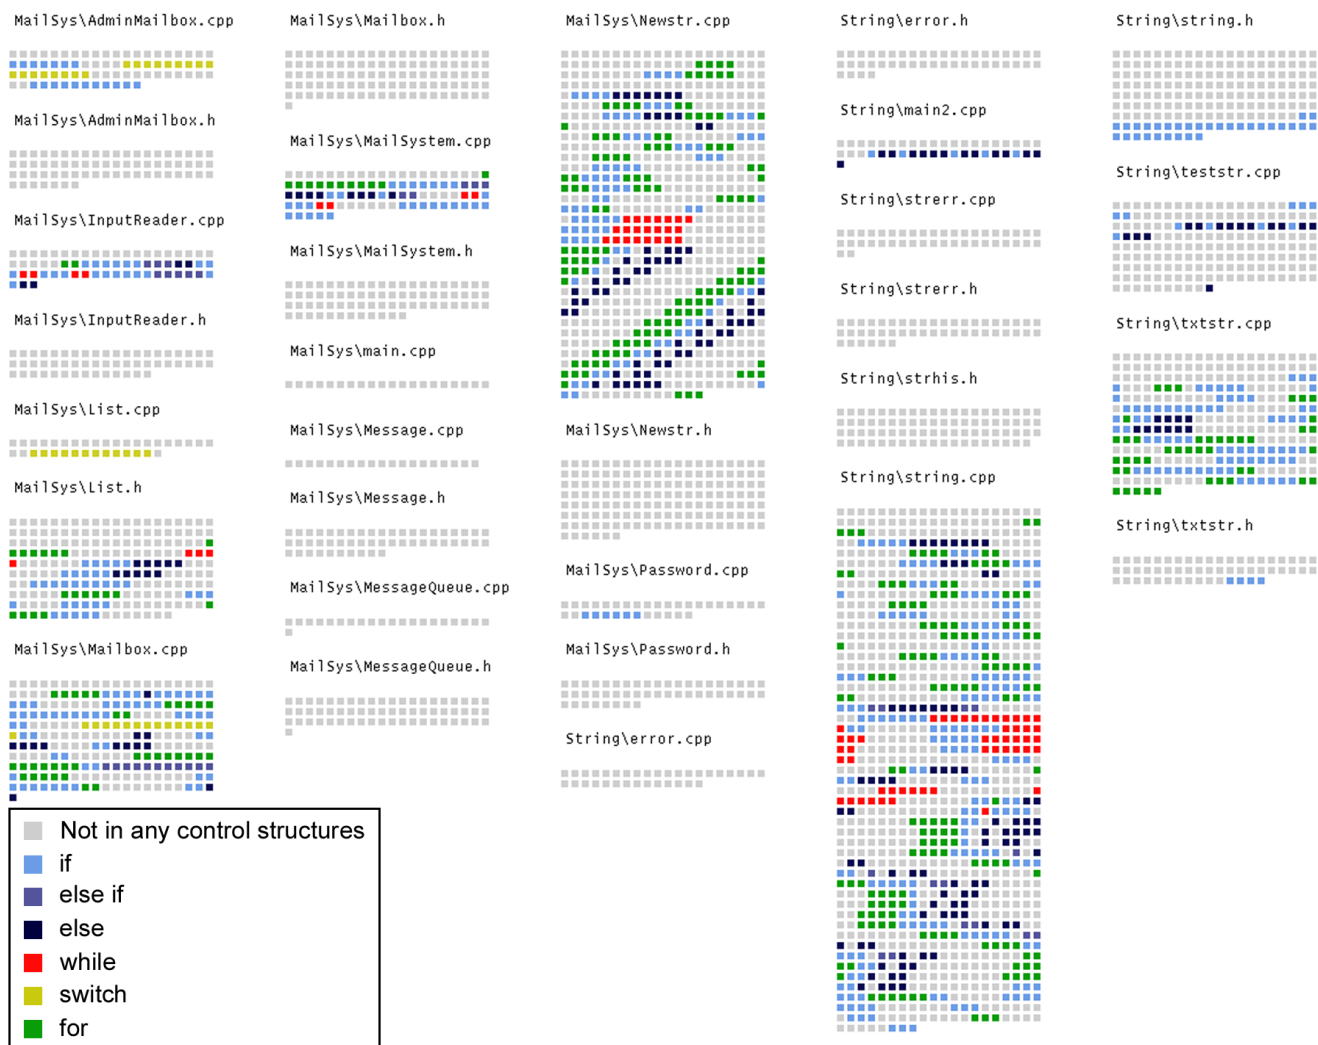 MailSys\AdminMailbox.cpp
MailSys\AdminMailbox.h
MailSys\InputReader.cpp
MailSys\InputReader.h
MailSys\List.cpp
MailSys\List.h
MailSys\Mailbox.cpp
MailSys\Mailbox.h
MailSys\MailSystem.cpp
MailSys\MailSystem.h
MailSys\main.cpp
MailSys\Message.cpp
MailSys\Message.h
MailSys\MessageQueue.cpp
MailSys\MessageQueue.h
MailSys\Newstr.cpp
MailSys\Newstr.h
MailSys\Password.cpp
MailSys\Password.h
String\error.cpp
String\error.h
String\main2.cpp
String\strerr.cpp
String\strerr.h
String\strhis.h
String\string.cpp
String\string.h
String\teststr.cpp
String\txtstr.cpp
String\txtstr.h
Not in any control structures
if
else if
else
while
switch
for